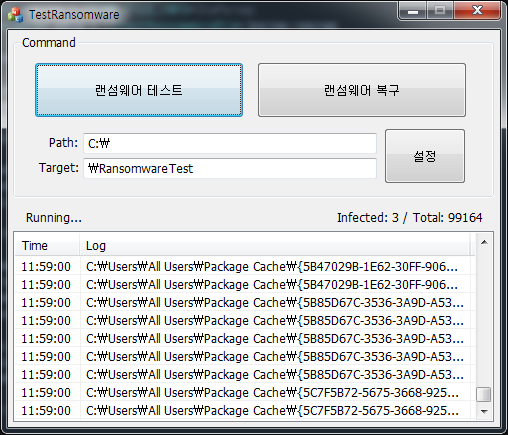 TestRansomware
Command
랜섬웨어 테스트
랜섬웨어 복구
Path: C:₩
Target: ₩RansomwareTest
설정
Running... Infected: 3 / Total: 99164
Time Log
11:59:00 C:₩Users₩All Users₩Package Cache₩{5B47029B-1E62-30FF-906...
11:59:00 C:₩Users₩All Users₩Package Cache₩{5B47029B-1E62-30FF-906...
11:59:00 C:₩Users₩All Users₩Package Cache₩{5B85D67C-3536-3A9D-A53...
11:59:00 C:₩Users₩All Users₩Package Cache₩{5B85D67C-3536-3A9D-A53...
11:59:00 C:₩Users₩All Users₩Package Cache₩{5B85D67C-3536-3A9D-A53...
11:59:00 C:₩Users₩All Users₩Package Cache₩{5B85D67C-3536-3A9D-A53...
11:59:00 C:₩Users₩All Users₩Package Cache₩{5B85D67C-3536-3A9D-A53...
11:59:00 C:₩Users₩All Users₩Package Cache₩{5C7F5B72-5675-3668-925...
11:59:00 C:₩Users₩All Users₩Package Cache₩{5C7F5B72-5675-3668-925...